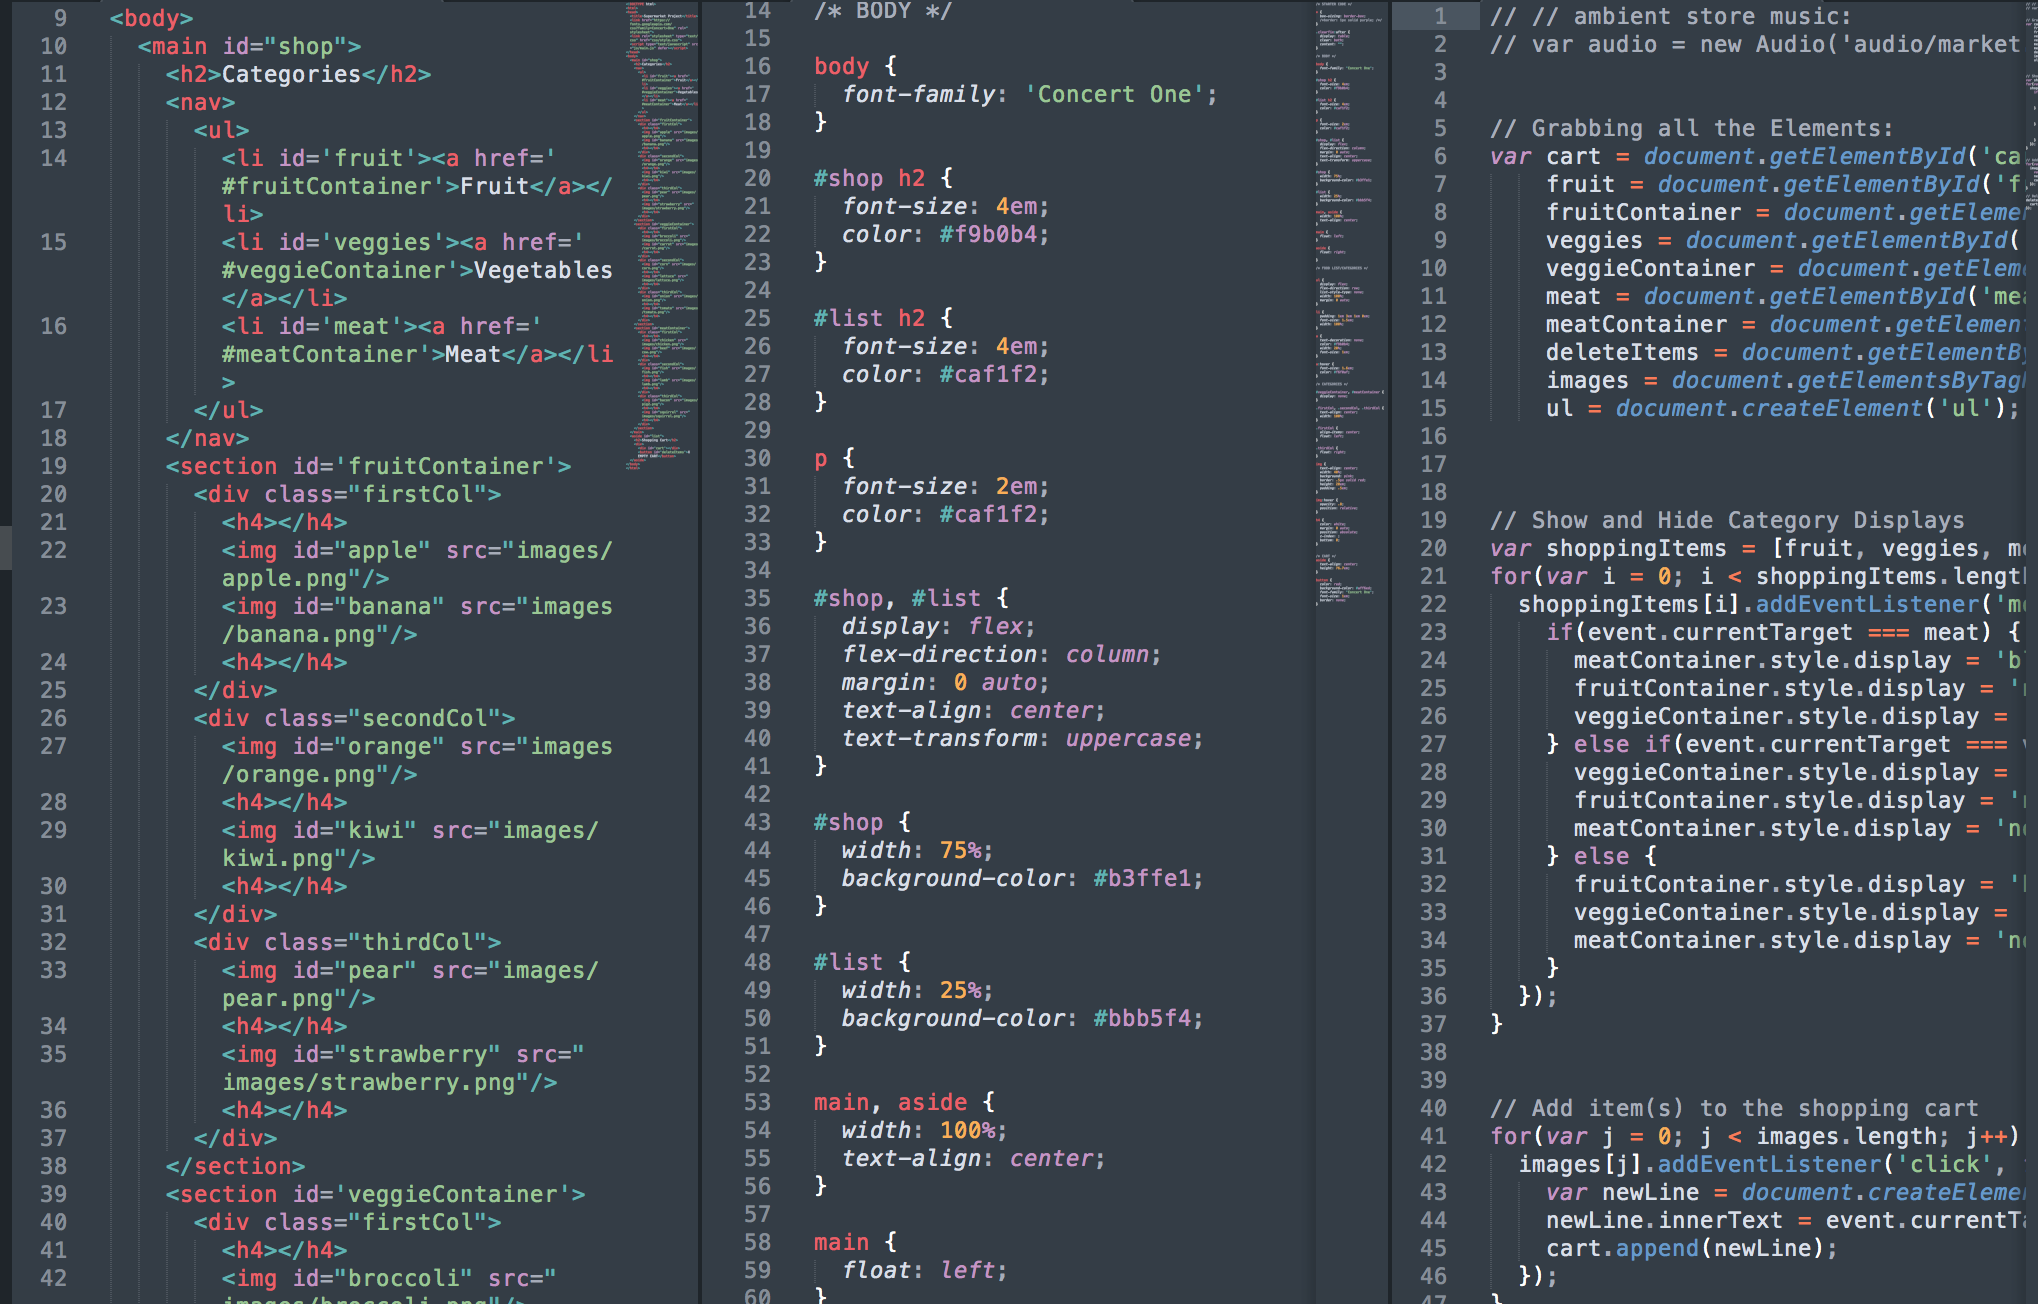 9 <body>
10 <main id="shop">
11 <h2>Categories</h2>
12 <nav>
13 <ul>
14 <li id='fruit'><a href='
#fruitContainer'>Fruit</a></
li>
15 <li id='veggies'><a href='
#veggieContainer'>Vegetables
</a></li>
16 <li id='meat'><a href='
#meatContainer'>Meat</a></li
>
17 </ul>
18 </nav>
19 <section id='fruitContainer'>
20 <div class="firstCol">
21 <h4></h4>
22 <img id="apple" src="images/
apple.png"/>
23 <img id="banana" src="images
/banana.png"/>
24 <h4></h4>
25 </div>
26 <div class="secondCol">
27 <img id="orange" src="images
/orange.png"/>
28 <h4></h4>
29 <img id="kiwi" src="images/
kiwi.png"/>
30 <h4></h4>
31 </div>
32 <div class="thirdCol">
33 <img id="pear" src="images/
pear.png"/>
34 <h4></h4>
35 <img id="strawberry" src="
images/strawberry.png"/>
36 <h4></h4>
37 </div>
38 </section>
39 <section id='veggieContainer'>
40 <div class="firstCol">
41 <h4></h4>
42 <img id="broccoli" src="
images/broccoli.png"/>
14 /* BODY */
15
16 body {
17 font-family: 'Concert One';
18 }
19
20 #shop h2 {
21 font-size: 4em;
22 color: #f9b0b4;
23 }
24
25 #list h2 {
26 font-size: 4em;
27 color: #caf1f2;
28 }
29
30 p {
31 font-size: 2em;
32 color: #caf1f2;
33 }
34
35 #shop, #list {
36 display: flex;
37 flex-direction: column;
38 margin: 0 auto;
39 text-align: center;
40 text-transform: uppercase;
41 }
42
43 #shop {
44 width: 75%;
45 background-color: #b3ffe1;
46 }
47
48 #list {
49 width: 25%;
50 background-color: #bbb5f4;
51 }
52
53 main, aside {
54 width: 100%;
55 text-align: center;
56 }
57
58 main {
59 float: left;
60 }
1 // // ambient store music:
2 // var audio = new Audio('audio/market
3
4
5 // Grabbing all the Elements:
6 var cart = document.getElementById('ca
7 fruit = document.getElementById('f
8 fruitContainer = document.getEleme
9 veggies = document.getElementById(
10 veggieContainer = document.getElem
11 meat = document.getElementById('me
12 meatContainer = document.getElemen
13 deleteItems = document.getElementB
14 images = document.getElementsByTag
15 ul = document.createElement('ul');
16
17
18
19 // Show and Hide Category Displays
20 var shoppingItems = [fruit, veggies, m
21 for(var i = 0; i < shoppingItems.lengt
22 shoppingItems[i].addEventListener('m
23 if(event.currentTarget === meat) {
24 meatContainer.style.display = 'b
25 fruitContainer.style.display = '
26 veggieContainer.style.display =
27 } else if(event.currentTarget ===
28 veggieContainer.style.display =
29 fruitContainer.style.display = '
30 meatContainer.style.display = 'n
31 } else {
32 fruitContainer.style.display = '
33 veggieContainer.style.display =
34 meatContainer.style.display = 'n
35 }
36 });
37 }
38
39
40 // Add item(s) to the shopping cart
41 for(var j = 0; j < images.length; j++)
42 images[j].addEventListener('click',
43 var newLine = document.createEleme
44 newLine.innerText = event.currentT
45 cart.append(newLine);
46 });
47 }